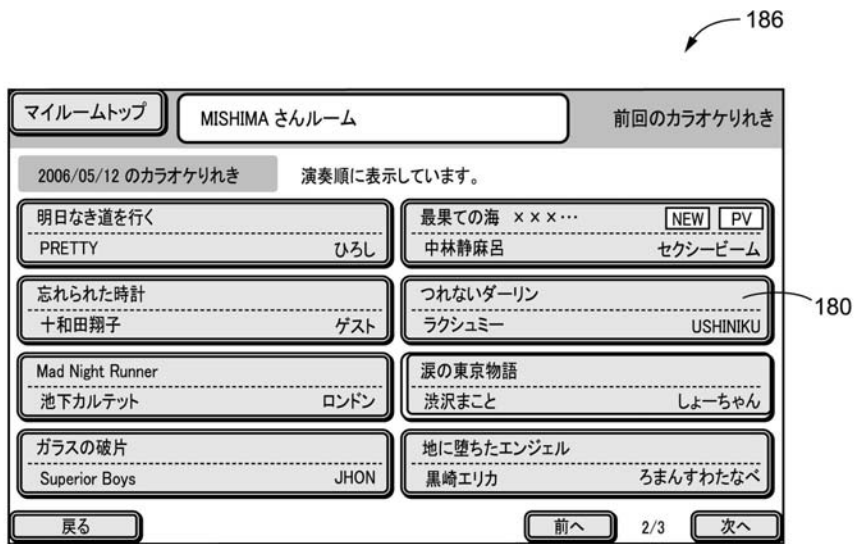 186
マイルームトップ
MISHIMA さんルーム
前回のカラオケりれき
2006/05/12 のカラオケりれき
演奏順に表示しています。
明日なき道を行く
PRETTY ひろし
最果ての海 ×××… NEW PV
中林静麻呂 セクシービーム
忘れられた時計
十和田翔子 ゲスト
つれないダーリン
ラクシュミー USHINIKU
180
Mad Night Runner
池下カルテット ロンドン
涙の東京物語
渋沢まこと しょーちゃん
ガラスの破片
Superior Boys JHON
地に堕ちたエンジェル
黒崎エリカ ろまんすわたなべ
戻る
前へ 2/3 次へ